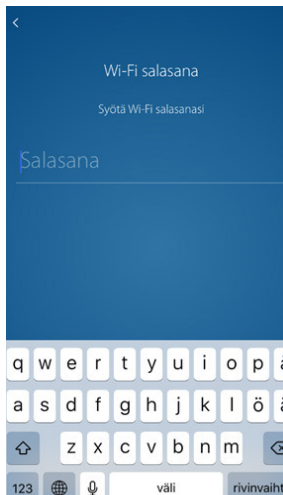 Wi-Fi salasana
Syötä Wi-Fi salasanasi
Salasana
q w e r t y u i o p å
a s d f g h j k l ö ä
z x c v b n m
123 väli rivinvaiht